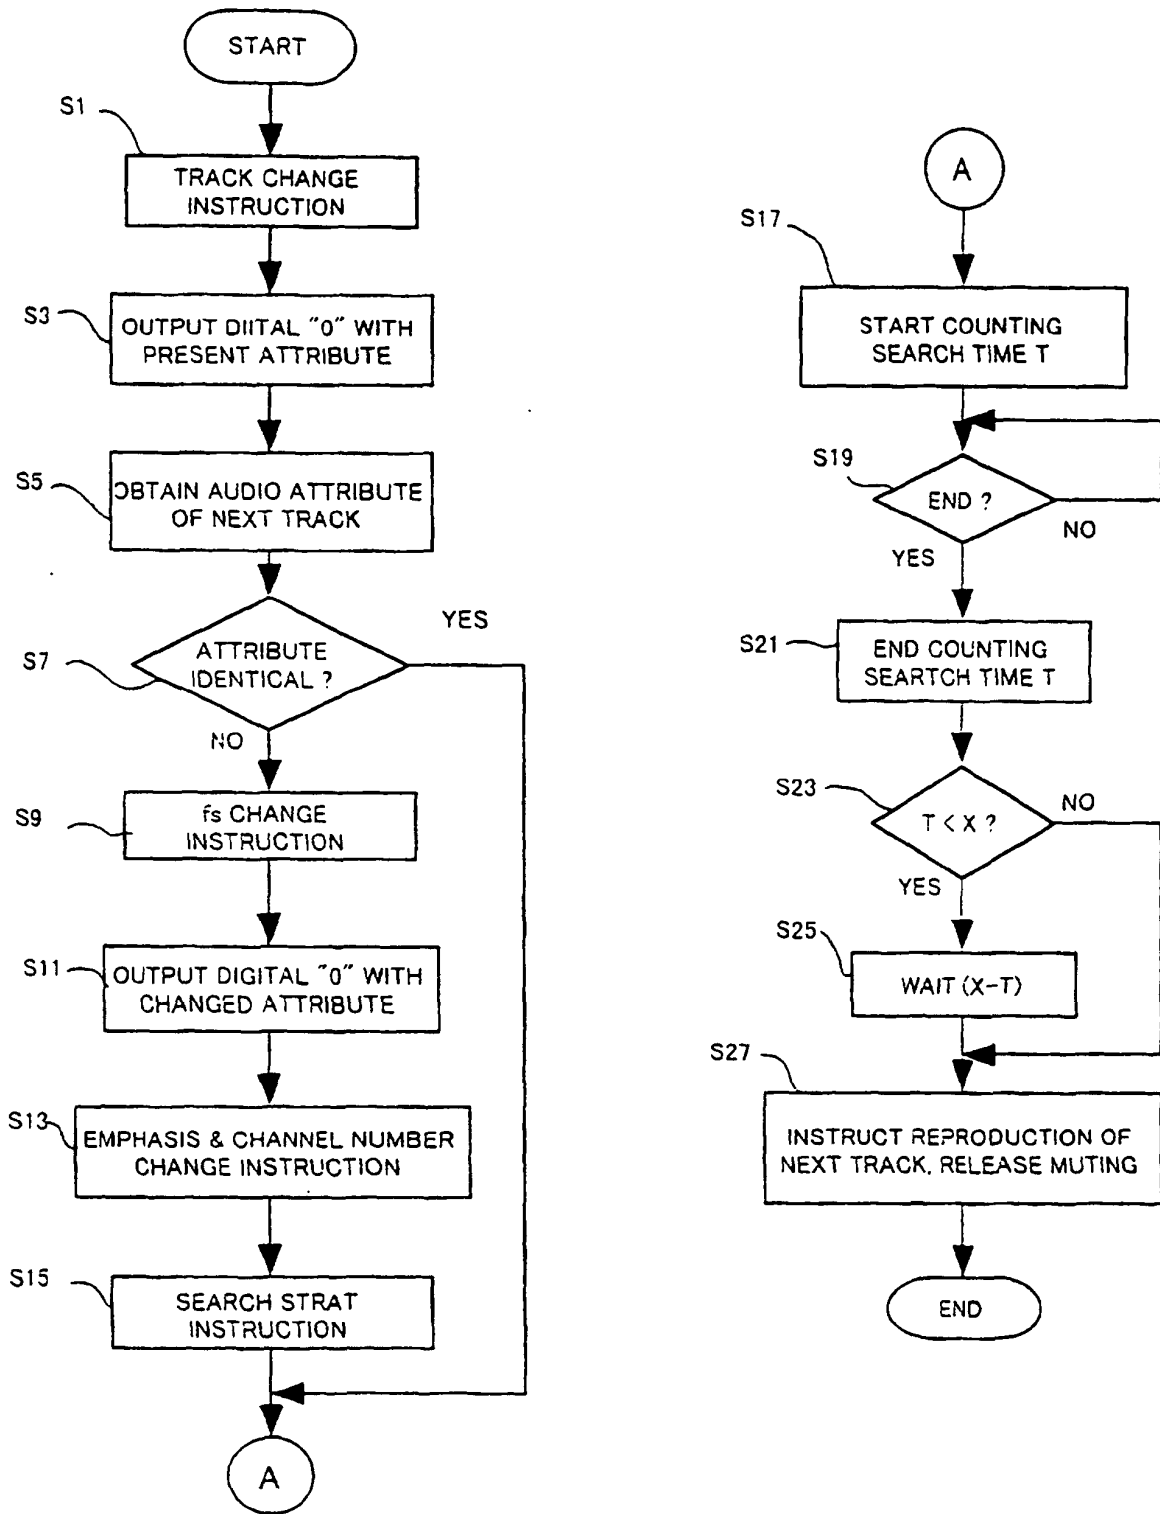 START
S1
TRACK CHANGE
INSTRUCTION
S3
OUTPUT DIITAL "0" WITH
PRESENT ATTRIBUTE
S5
OBTAIN AUDIO ATTRIBUTE
OF NEXT TRACK
S7
ATTRIBUTE
IDENTICAL ?
YES
NO
S9
fs CHANGE
INSTRUCTION
S11
OUTPUT DIGITAL "0" WITH
CHANGED ATTRIBUTE
S13
EMPHASIS & CHANNEL NUMBER
CHANGE INSTRUCTION
S15
SEARCH STRAT
INSTRUCTION
A
A
S17
START COUNTING
SEARCH TIME T
S19
END ?
NO
YES
S21
END COUNTING
SEARTCH TIME T
S23
T < X ?
NO
YES
S25
WAIT (X-T)
S27
INSTRUCT REPRODUCTION OF
NEXT TRACK, RELEASE MUTING
END